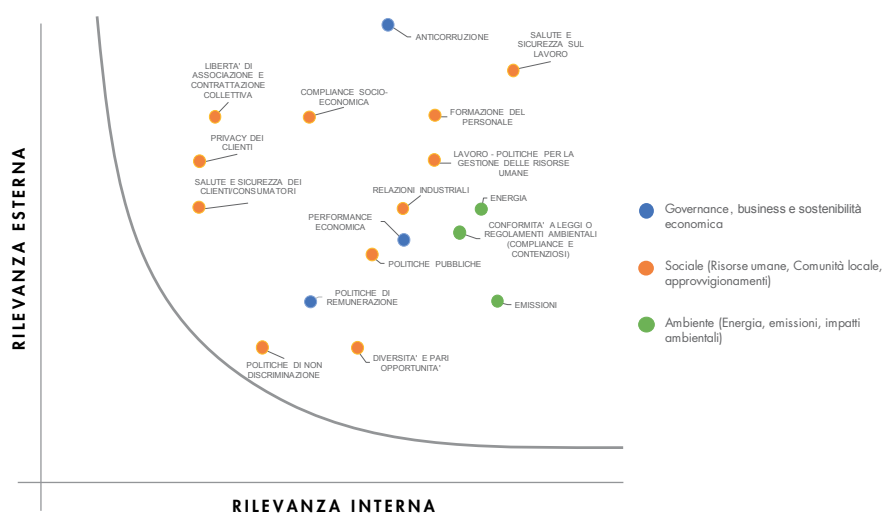 ANTICORRUZIONE
SALUTE E
SICUREZZA SUL
LAVORO
LIBERTA' DI
ASSOCIAZIONE E
CONTRATTAZIONE
COLLETTIVA
COMPLIANCE SOCIO-
ECONOMICA
FORMAZIONE DEL
PERSONALE
PRIVACY DEI
CLIENTI
LAVORO - POLITICHE PER LA
GESTIONE DELLE RISORSE
UMANE
SALUTE E SICUREZZA DEI
CLIENTI/CONSUMATORI
RELAZIONI INDUSTRIALI
ENERGIA
PERFORMANCE
ECONOMICA
CONFORMITA' A LEGGI O
REGOLAMENTI AMBIENTALI
(COMPLIANCE E
CONTENZIOSI)
POLITICHE PUBBLICHE
POLITICHE DI
REMUNERAZIONE
EMISSIONI
POLITICHE DI NON
DISCRIMINAZIONE
DIVERSITA' E PARI
OPPORTUNITA'
RILEVANZA ESTERNA
RILEVANZA INTERNA
Governance, business e sostenibilità
economica
Sociale (Risorse umane, Comunità locale,
approvvigionamenti)
Ambiente (Energia, emissioni, impatti
ambientali)